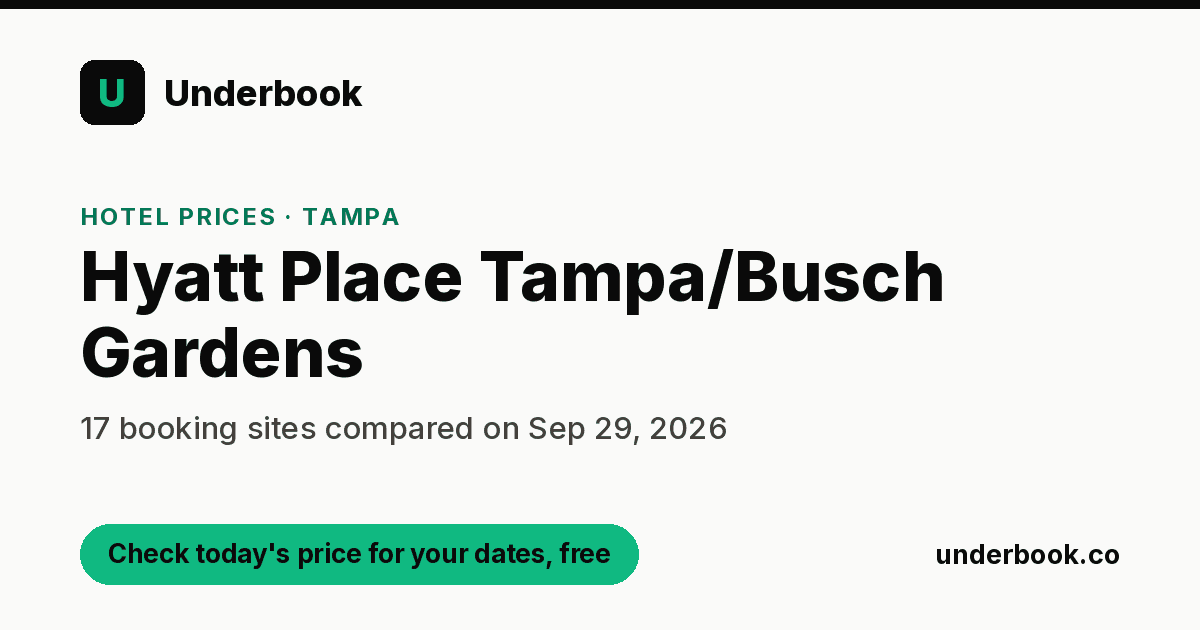 U Underbook
HOTEL PRICES · TAMPA
Hyatt Place Tampa/Busch
Gardens
17 booking sites compared on Sep 29, 2026
Check today's price for your dates, free
underbook.co